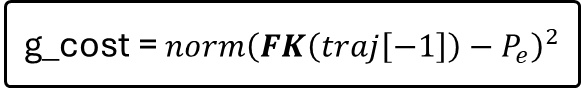 g_cost = norm(FK(traj[−1]) − Pₑ)²